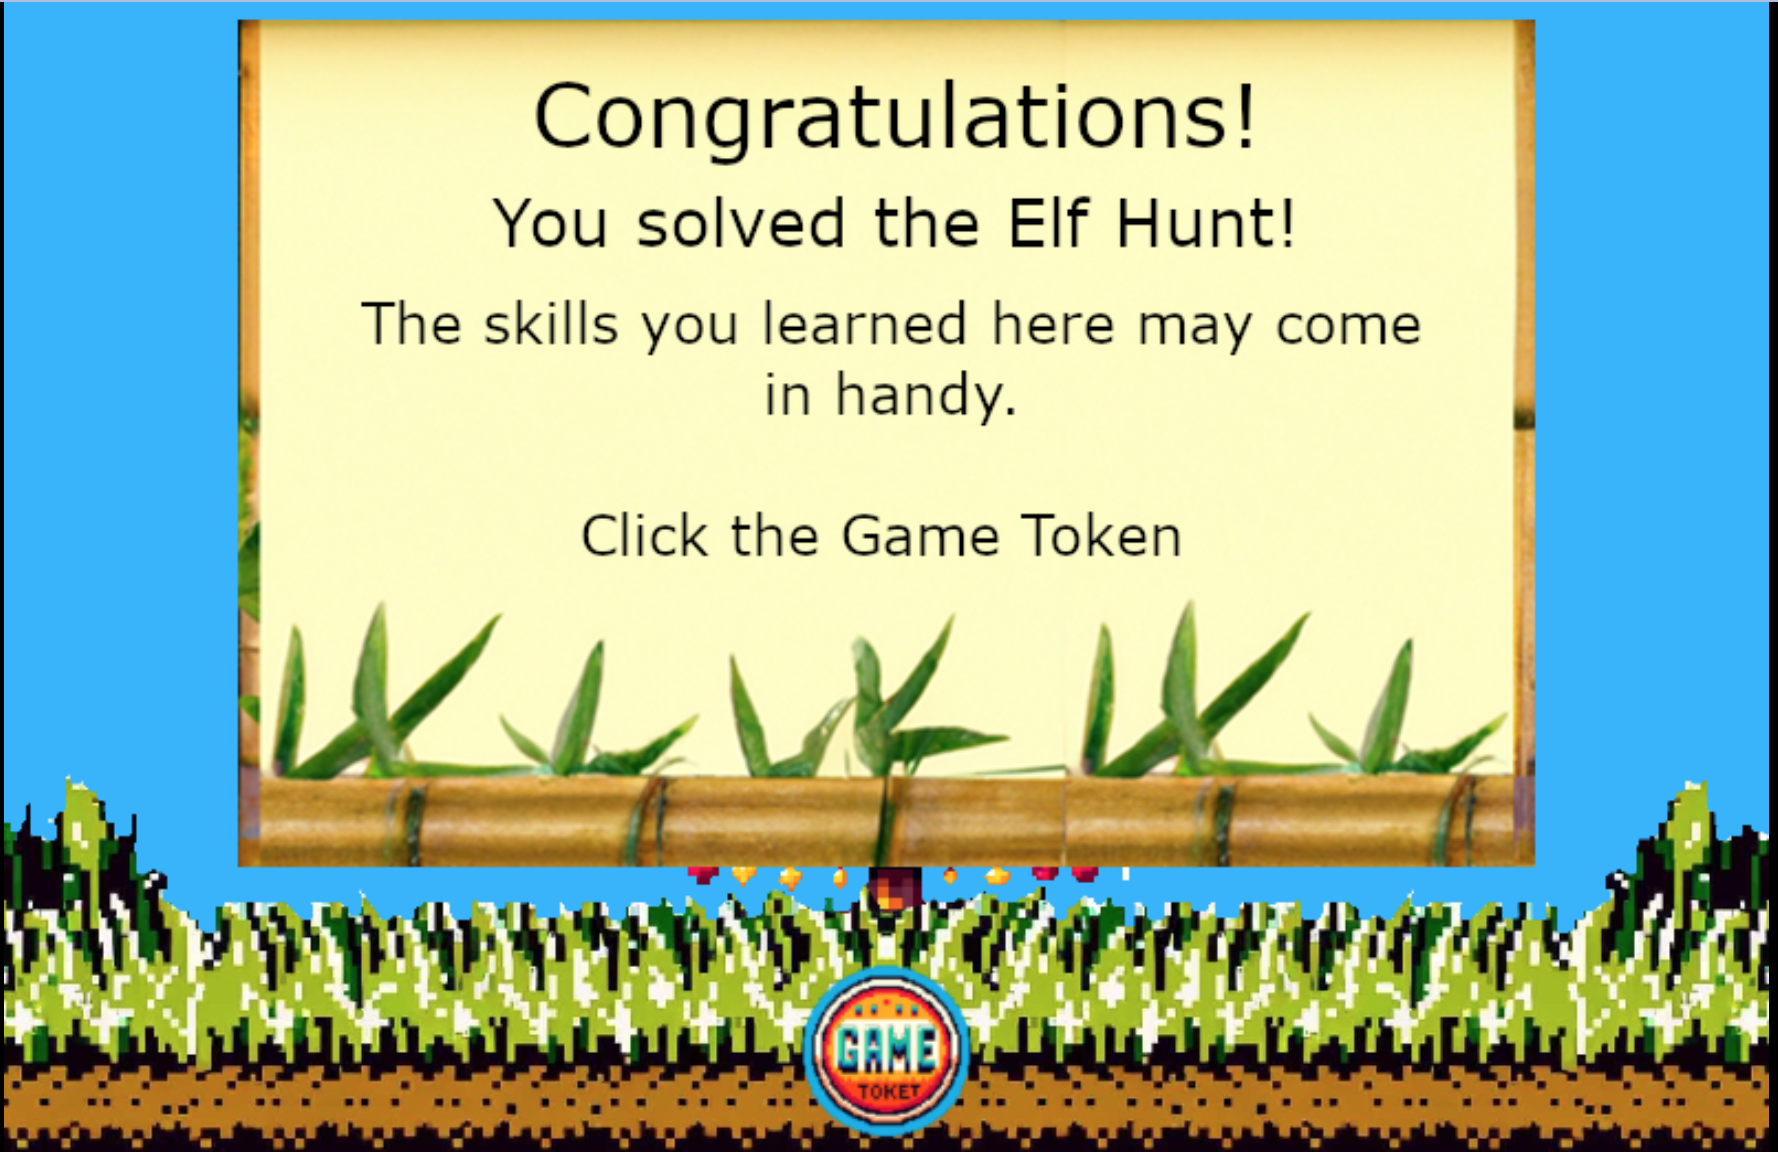 Congratulations!
You solved the Elf Hunt!
The skills you learned here may come
in handy.
Click the Game Token
GAME
TOKET